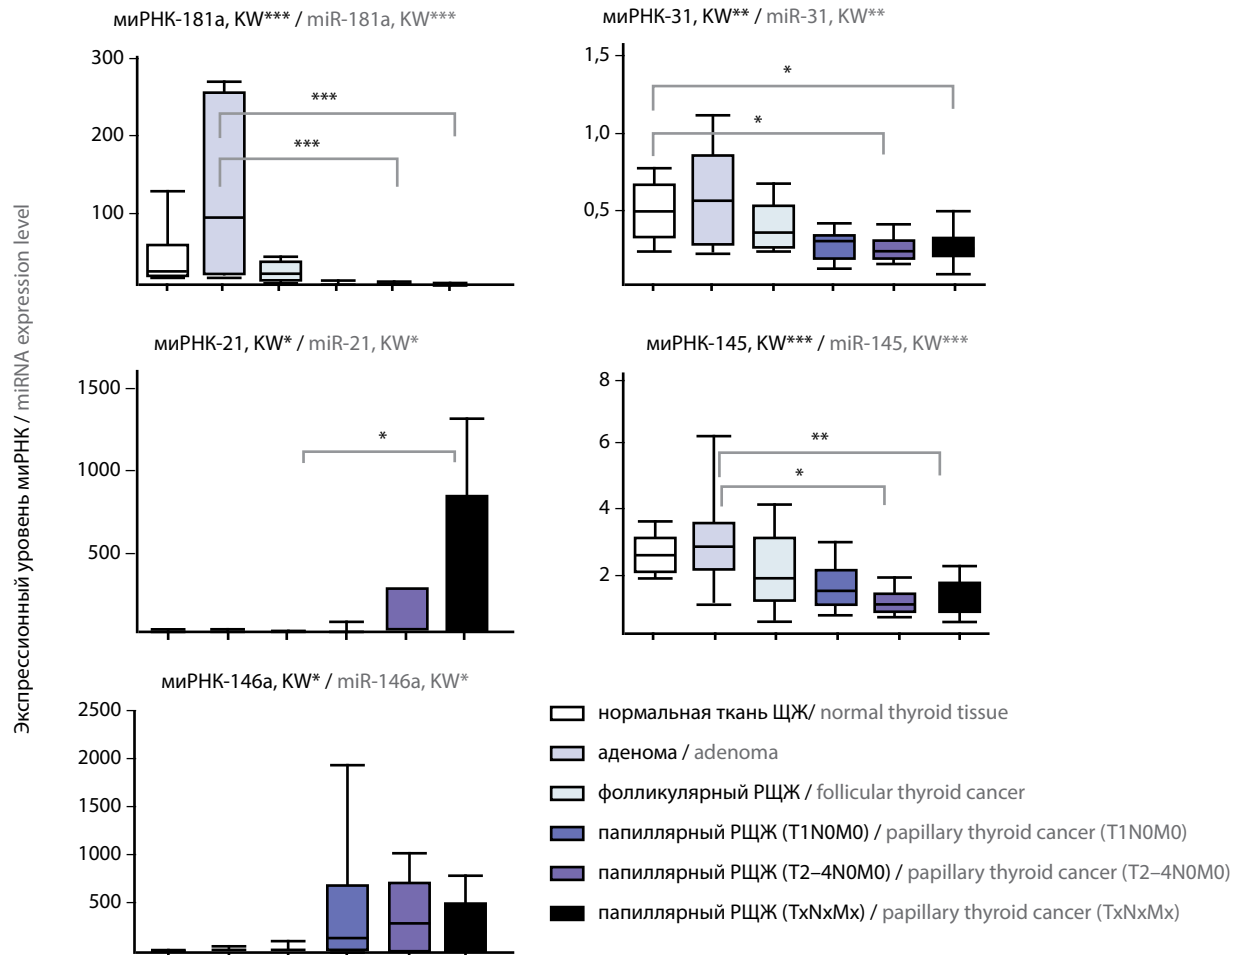 Экспрессионный уровень миРНК / miRNA expression level
миРНК-181a, KW*** / miR-181a, KW***
300
200
100
***
***
миРНК-31, KW** / miR-31, KW**
1,5
1,0
0,5
*
*
миРНК-21, KW* / miR-21, KW*
1500
1000
500
*
миРНК-145, KW*** / miR-145, KW***
8
6
4
2
**
*
миРНК-146a, KW* / miR-146a, KW*
2500
2000
1500
1000
500
нормальная ткань ЩЖ/ normal thyroid tissue
аденома / adenoma
фолликулярный РЩЖ / follicular thyroid cancer
папиллярный РЩЖ (T1N0M0) / papillary thyroid cancer (T1N0M0)
папиллярный РЩЖ (T2–4N0M0) / papillary thyroid cancer (T2–4N0M0)
папиллярный РЩЖ (TxNxMx) / papillary thyroid cancer (TxNxMx)